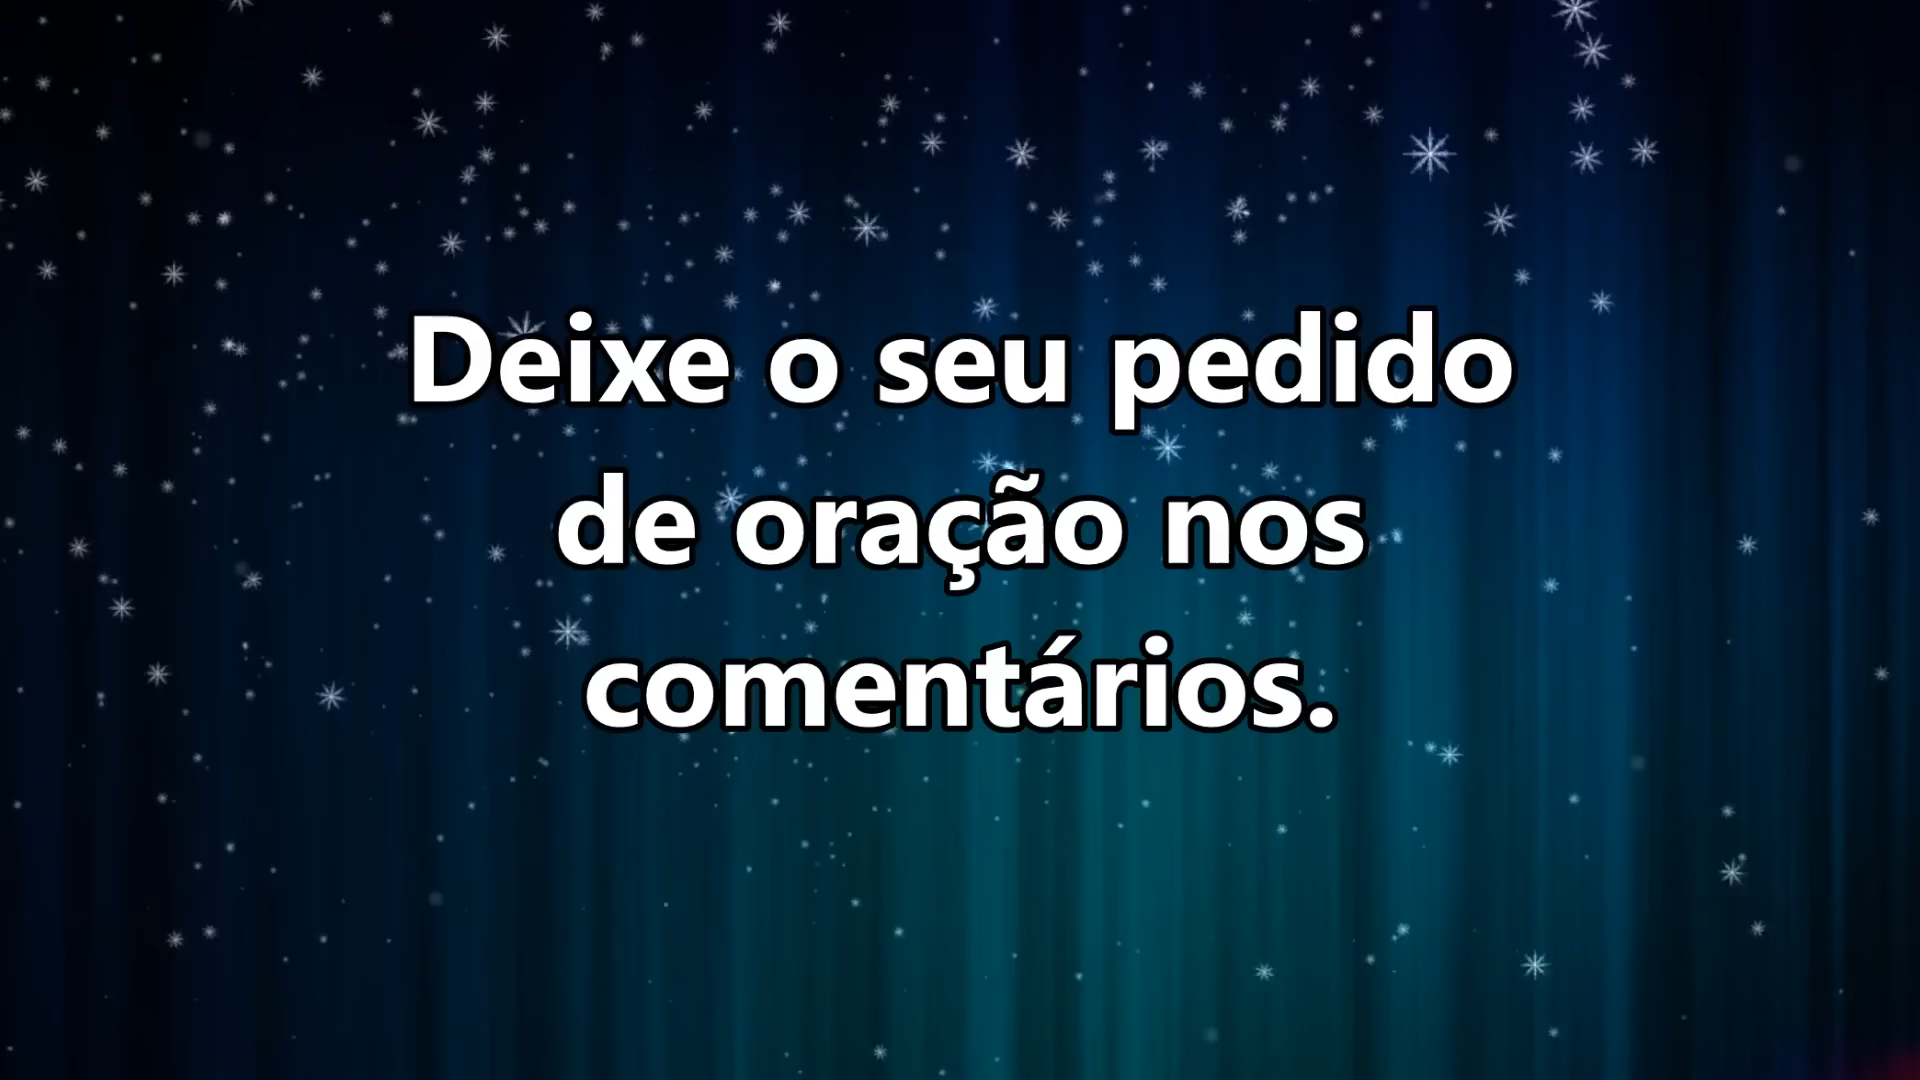 Deixe o seu pedido
de oração nos
comentários.